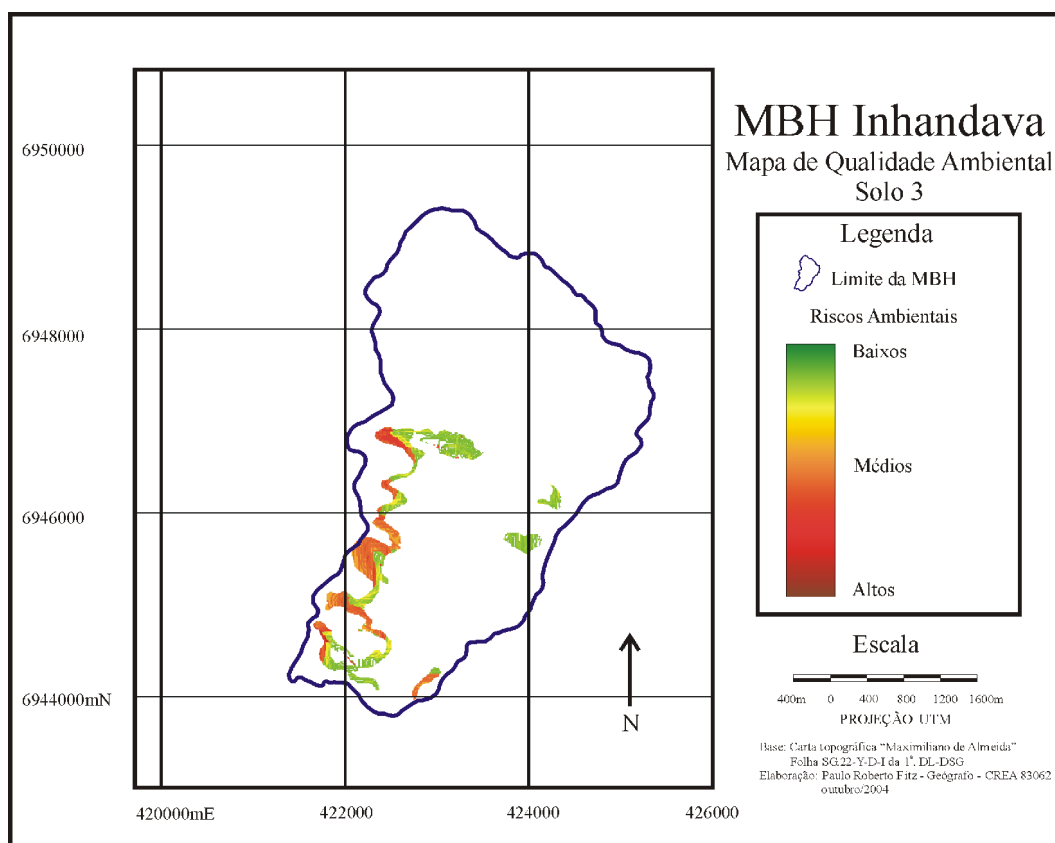 MBH Inhandava
Mapa de Qualidade Ambiental
Solo 3
Legenda
Limite da MBH
Riscos Ambientais
Baixos
Médios
Altos
Escala
400m 0 400 800 1200 1600m
PROJEÇÃO UTM
Base: Carta topográfica “Maximiliano de Almeida”
Folha SG.22-Y-D-I da 1ª. DL-DSG
Elaboração: Paulo Roberto Fitz - Geógrafo - CREA 83062
outubro/2004
N
6950000
6948000
6946000
6944000mN
420000mE 422000 424000 426000